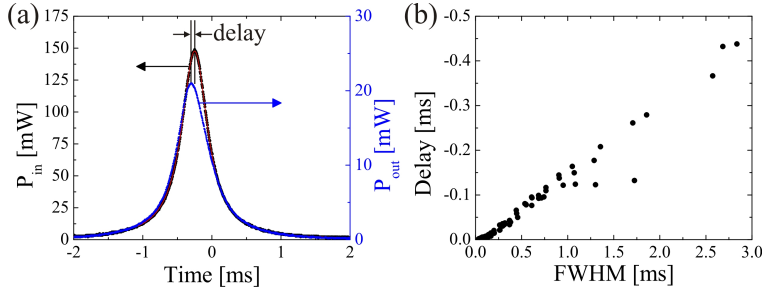 (a)
175
150
125
100
75
50
25
0
P_in [mW]
delay
30
20
10
0
P_out [mW]
-2 -1 0 1 2
Time [ms]
(b)
-0.5
-0.4
-0.3
-0.2
-0.1
0.0
Delay [ms]
0.0 0.5 1.0 1.5 2.0 2.5 3.0
FWHM [ms]